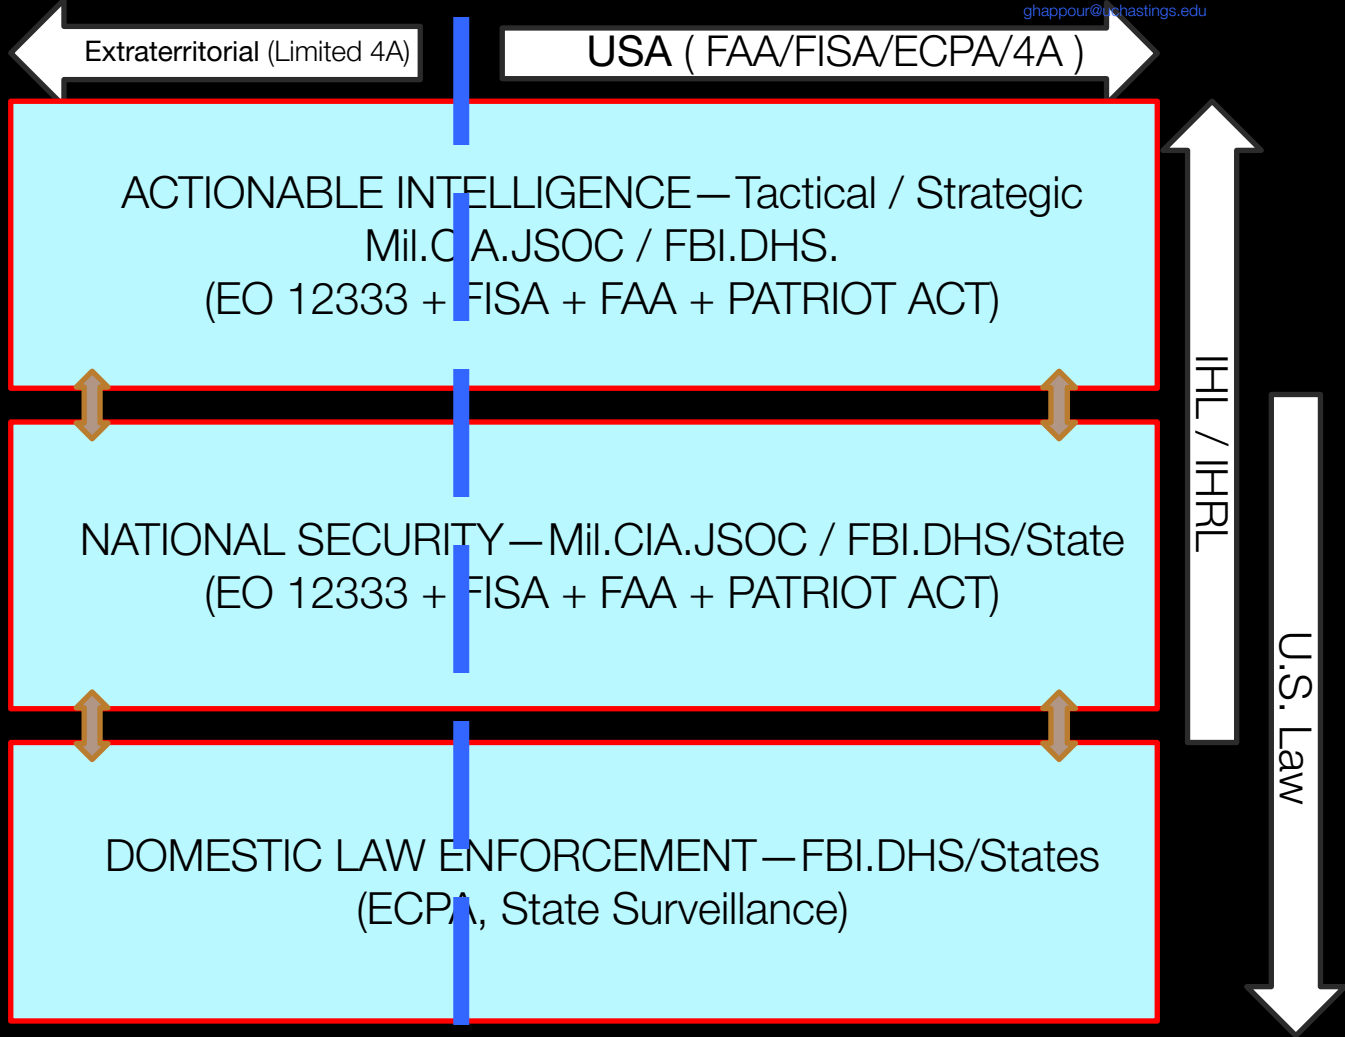 ghappour@uchastings.edu
Extraterritorial (Limited 4A)
USA ( FAA/FISA/ECPA/4A )
ACTIONABLE INTELLIGENCE—Tactical / Strategic
Mil.CIA.JSOC / FBI.DHS.
(EO 12333 + FISA + FAA + PATRIOT ACT)
NATIONAL SECURITY—Mil.CIA.JSOC / FBI.DHS/State
(EO 12333 + FISA + FAA + PATRIOT ACT)
DOMESTIC LAW ENFORCEMENT—FBI.DHS/States
(ECPA, State Surveillance)
IHL / IHRL
U.S. Law